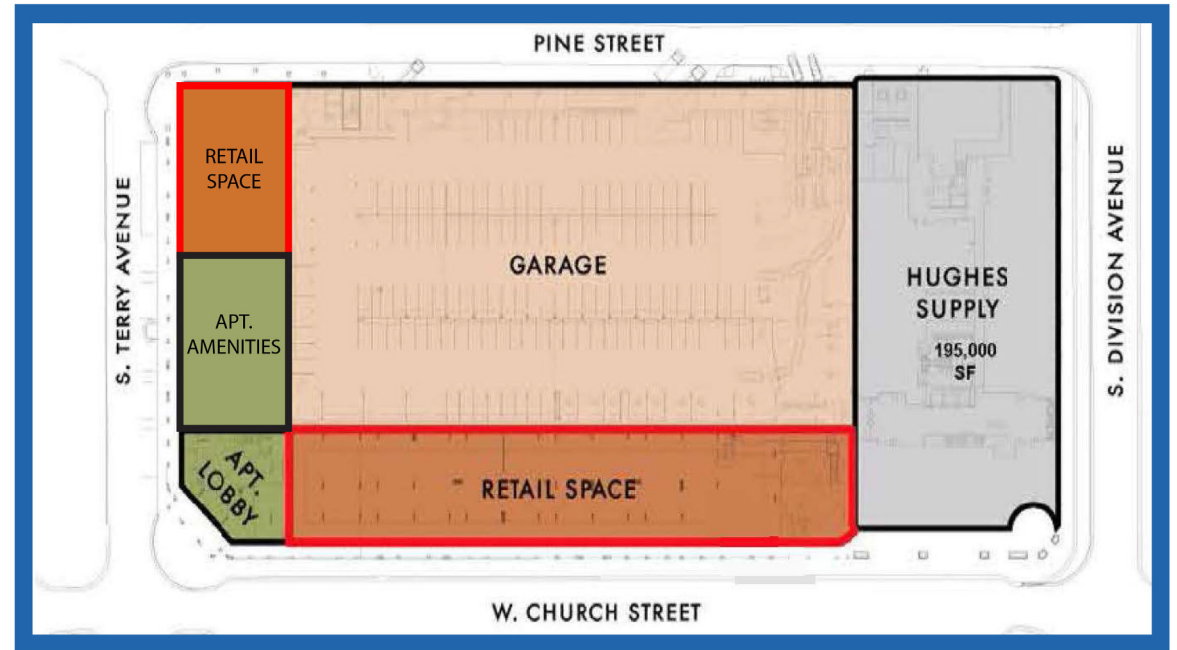 PINE STREET
RETAIL
SPACE
S. TERRY AVENUE
GARAGE
HUGHES
SUPPLY
195,000
SF
S. DIVISION AVENUE
APT.
AMENITIES
APT.
LOBBY
RETAIL SPACE
W. CHURCH STREET